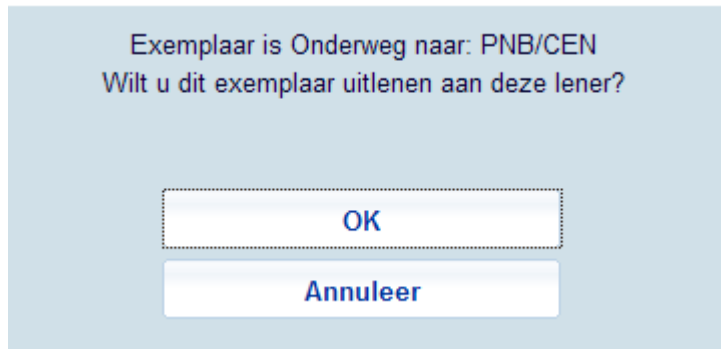 Exemplaar is Onderweg naar: PNB/CEN
Wilt u dit exemplaar uitlenen aan deze lener?
OK
Annuleer